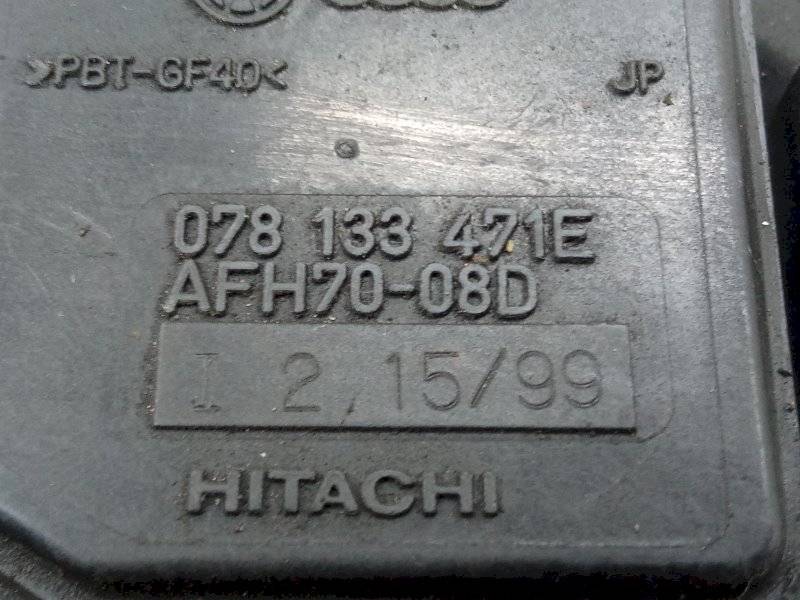 >PBT-GF40<
JP
078 133 471E
AFH70-08D
I 2,15/99
HITACHI